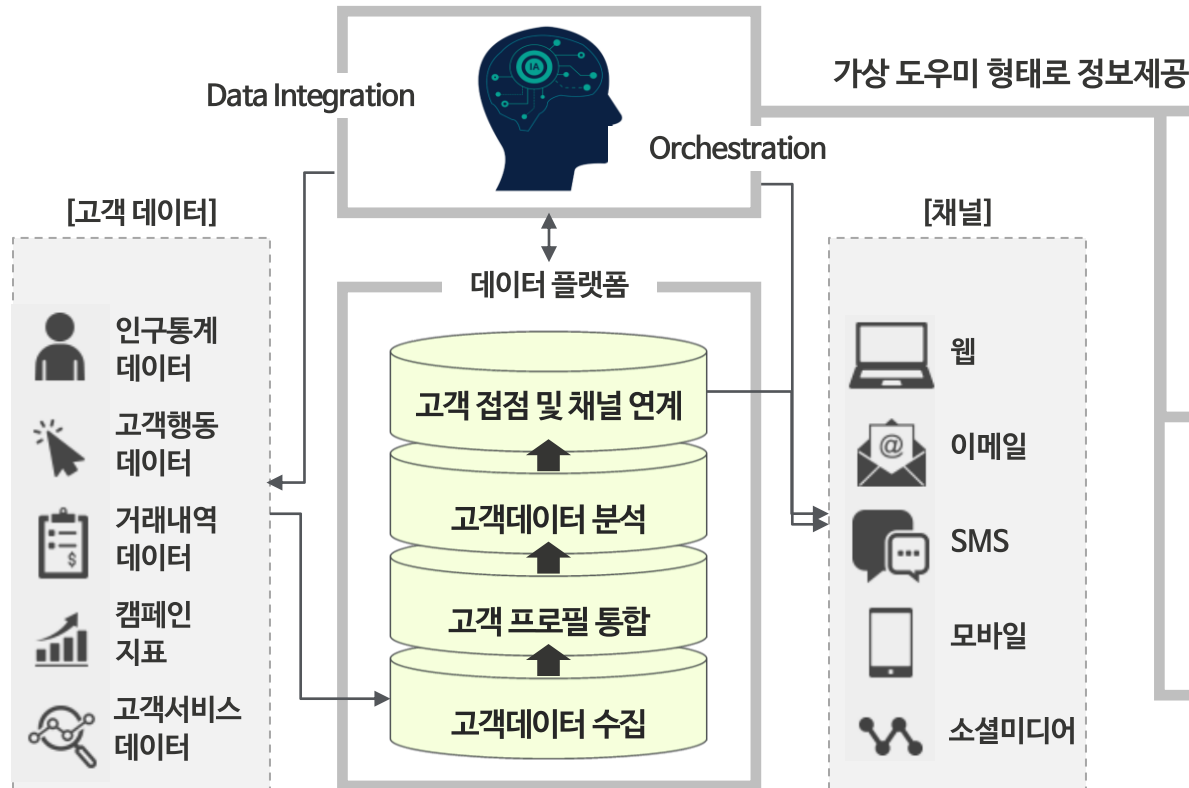 IA
Data Integration
가상 도우미 형태로 정보제공
Orchestration
[고객 데이터]
인구통계
데이터
고객행동
데이터
거래내역
데이터
$
캠페인
지표
고객서비스
데이터
데이터 플랫폼
고객 접점 및 채널 연계
고객데이터 분석
고객 프로필 통합
고객데이터 수집
[채널]
웹
@
이메일
SMS
모바일
소셜미디어